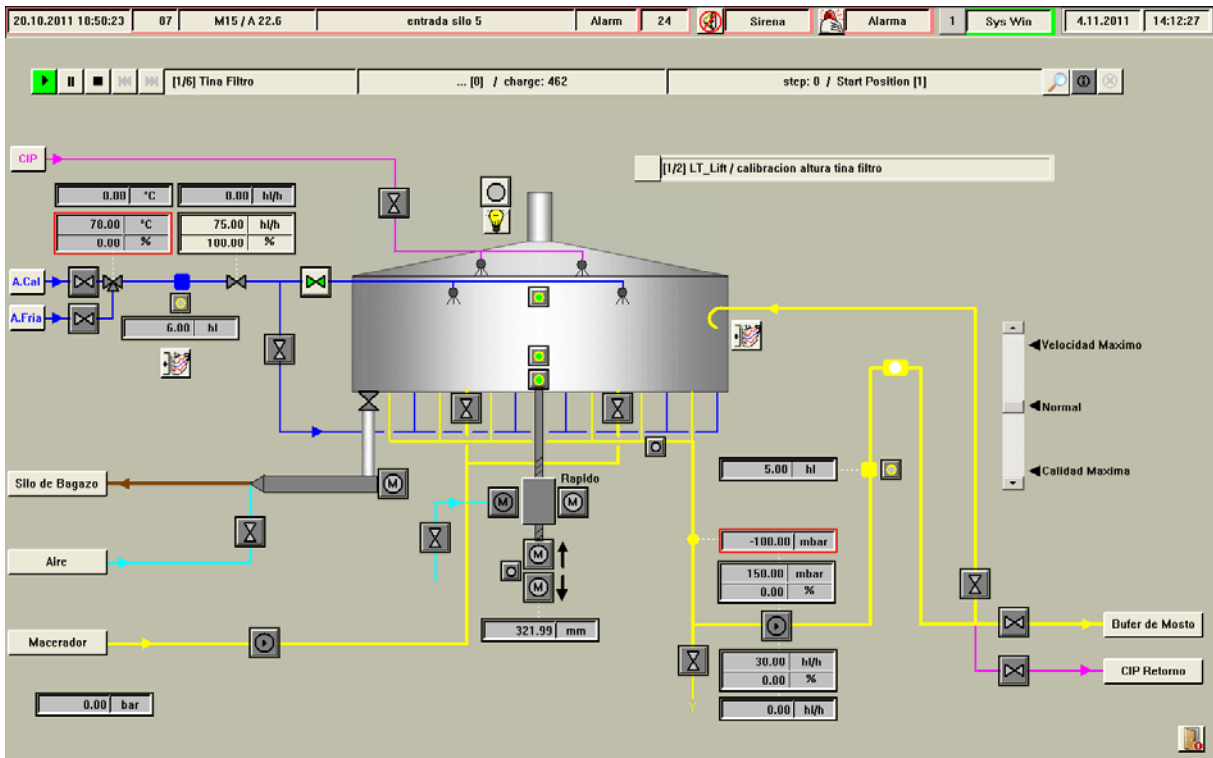 20.10.2011 10:50:23 07 M15 / A 22.6 entrada silo 5 Alarm 24 Sirena Alarma 1 Sys Win 4.11.2011 14:12:27
[1/6] Tina Filtro ... [0] / charge: 462 step: 0 / Start Position [1]
CIP
[1/2] LT_Lift / calibracion altura tina filtro
0.00 °C 0.00 hl/h
70.00 °C 75.00 hl/h
0.00 % 100.00 %
A.Cal
A.Fria
6.00 hl
Velocidad Maximo
Normal
Calidad Maxima
5.00 hl
Silo de Bagazo
Rapido
M
M
M
M
M
-100.00 mbar
150.00 mbar
0.00 %
AIre
321.99 mm
Macerador
Bufer de Mosto
30.00 hl/h
0.00 %
CIP Retorno
0.00 bar
0.00 hl/h